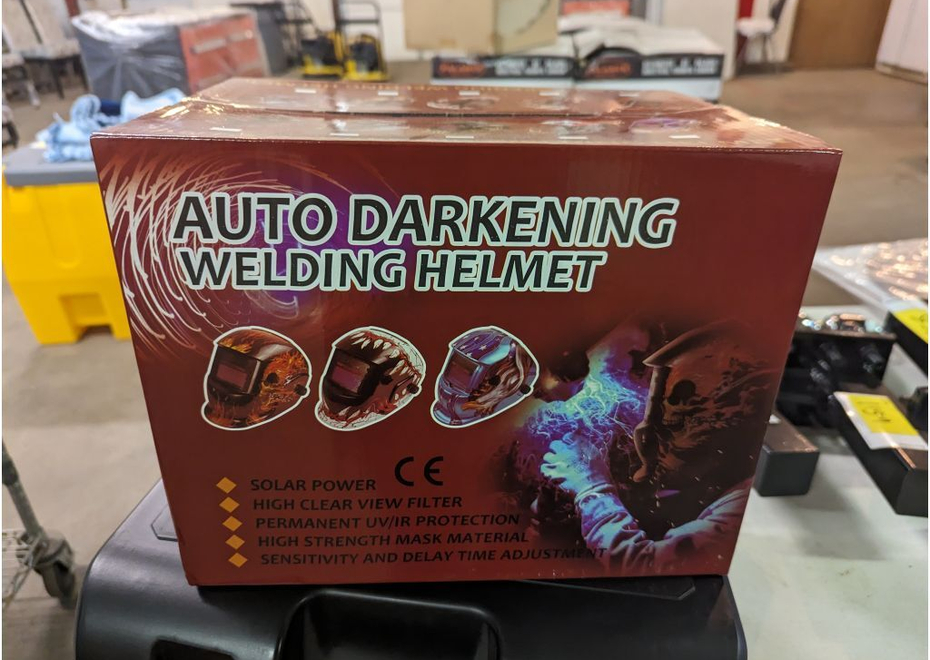 AUTO DARKENING
WELDING HELMET
CE
SOLAR POWER
HIGH CLEAR VIEW FILTER
PERMANENT UV/IR PROTECTION
HIGH STRENGTH MASK MATERIAL
SENSITIVITY AND DELAY TIME ADJUSTMENT